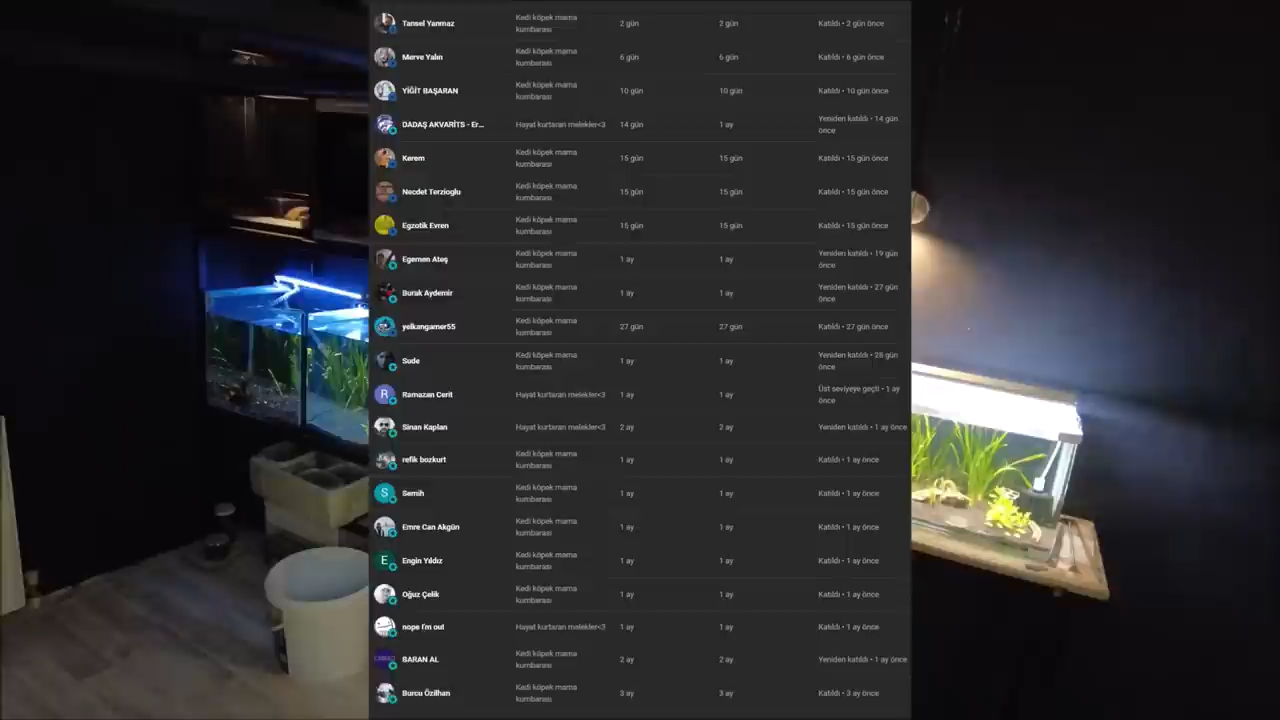 Tansel Yanmaz Kedi köpek mama kumbarası 2 gün 2 gün Katıldı • 2 gün önce
Merve Yalın Kedi köpek mama kumbarası 6 gün 6 gün Katıldı • 6 gün önce
YİĞİT BAŞARAN Kedi köpek mama kumbarası 10 gün 10 gün Katıldı • 10 gün önce
DADAŞ AKVARİTS - Er... Hayat kurtaran melekler<3 14 gün 1 ay Yeniden katıldı • 14 gün önce
Kerem Kedi köpek mama kumbarası 15 gün 15 gün Katıldı • 15 gün önce
Necdet Terzioglu Kedi köpek mama kumbarası 15 gün 15 gün Katıldı • 15 gün önce
Egzotik Evren Kedi köpek mama kumbarası 15 gün 15 gün Katıldı • 15 gün önce
Egemen Ateş Kedi köpek mama kumbarası 1 ay 1 ay Yeniden katıldı • 19 gün önce
Burak Aydemir Kedi köpek mama kumbarası 1 ay 1 ay Yeniden katıldı • 27 gün önce
yelkangamer55 Kedi köpek mama kumbarası 27 gün 27 gün Katıldı • 27 gün önce
Sude Kedi köpek mama kumbarası 1 ay 1 ay Yeniden katıldı • 28 gün önce
R Ramazan Cerit Hayat kurtaran melekler<3 1 ay 1 ay Üst seviyeye geçti • 1 ay önce
Sinan Kaplan Hayat kurtaran melekler<3 2 ay 2 ay Yeniden katıldı • 1 ay önce
refik bozkurt Kedi köpek mama kumbarası 1 ay 1 ay Katıldı • 1 ay önce
S Semih Kedi köpek mama kumbarası 1 ay 1 ay Katıldı • 1 ay önce
Emre Can Akgün Kedi köpek mama kumbarası 1 ay 1 ay Katıldı • 1 ay önce
E Engin Yıldız Kedi köpek mama kumbarası 1 ay 1 ay Katıldı • 1 ay önce
Oğuz Çelik Kedi köpek mama kumbarası 1 ay 1 ay Katıldı • 1 ay önce
nope I'm out Hayat kurtaran melekler<3 1 ay 1 ay Katıldı • 1 ay önce
BARAN AL Kedi köpek mama kumbarası 2 ay 2 ay Yeniden katıldı • 1 ay önce
Burcu Özilhan Kedi köpek mama kumbarası 3 ay 3 ay Katıldı • 3 ay önce